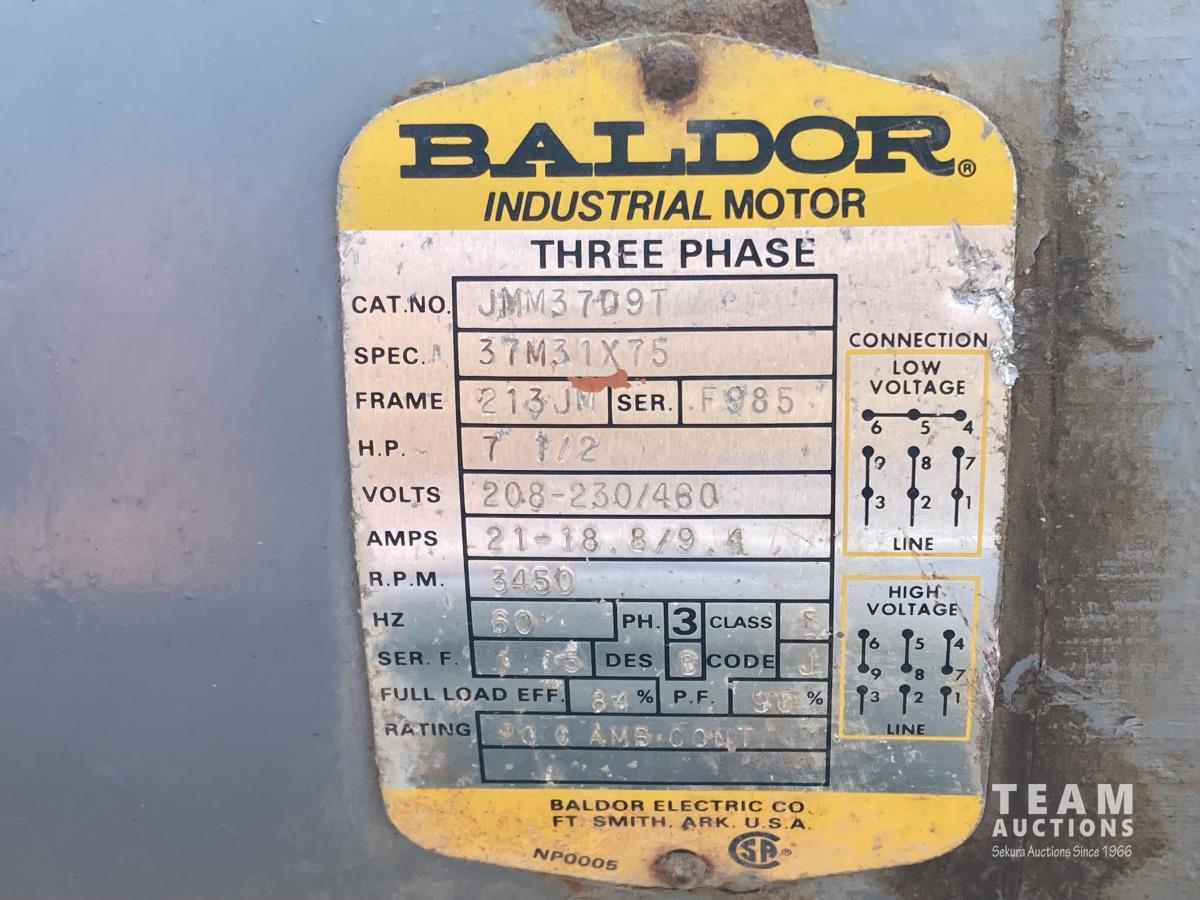 BALDOR®
INDUSTRIAL MOTOR
THREE PHASE
CAT.NO. JMM3709T
SPEC. 37M31X75
FRAME 213JM SER. F985
H.P. 7 1/2
VOLTS 208-230/460
AMPS 21-18.8/9.4
R.P.M. 3450
HZ 60 PH. 3 CLASS F
SER. F. 1.15 DES B CODE J
FULL LOAD EFF. 84 % P.F. 90 %
RATING AMB-CONT
BALDOR ELECTRIC CO.
FT. SMITH, ARK. U.S.A.
NP0005 SA®
CONNECTION
LOW
VOLTAGE
6 5 4
9 8 7
3 2 1
LINE
HIGH
VOLTAGE
6 5 4
9 8 7
3 2 1
LINE
TEAM
AUCTIONS
Sekura Auctions Since 1966